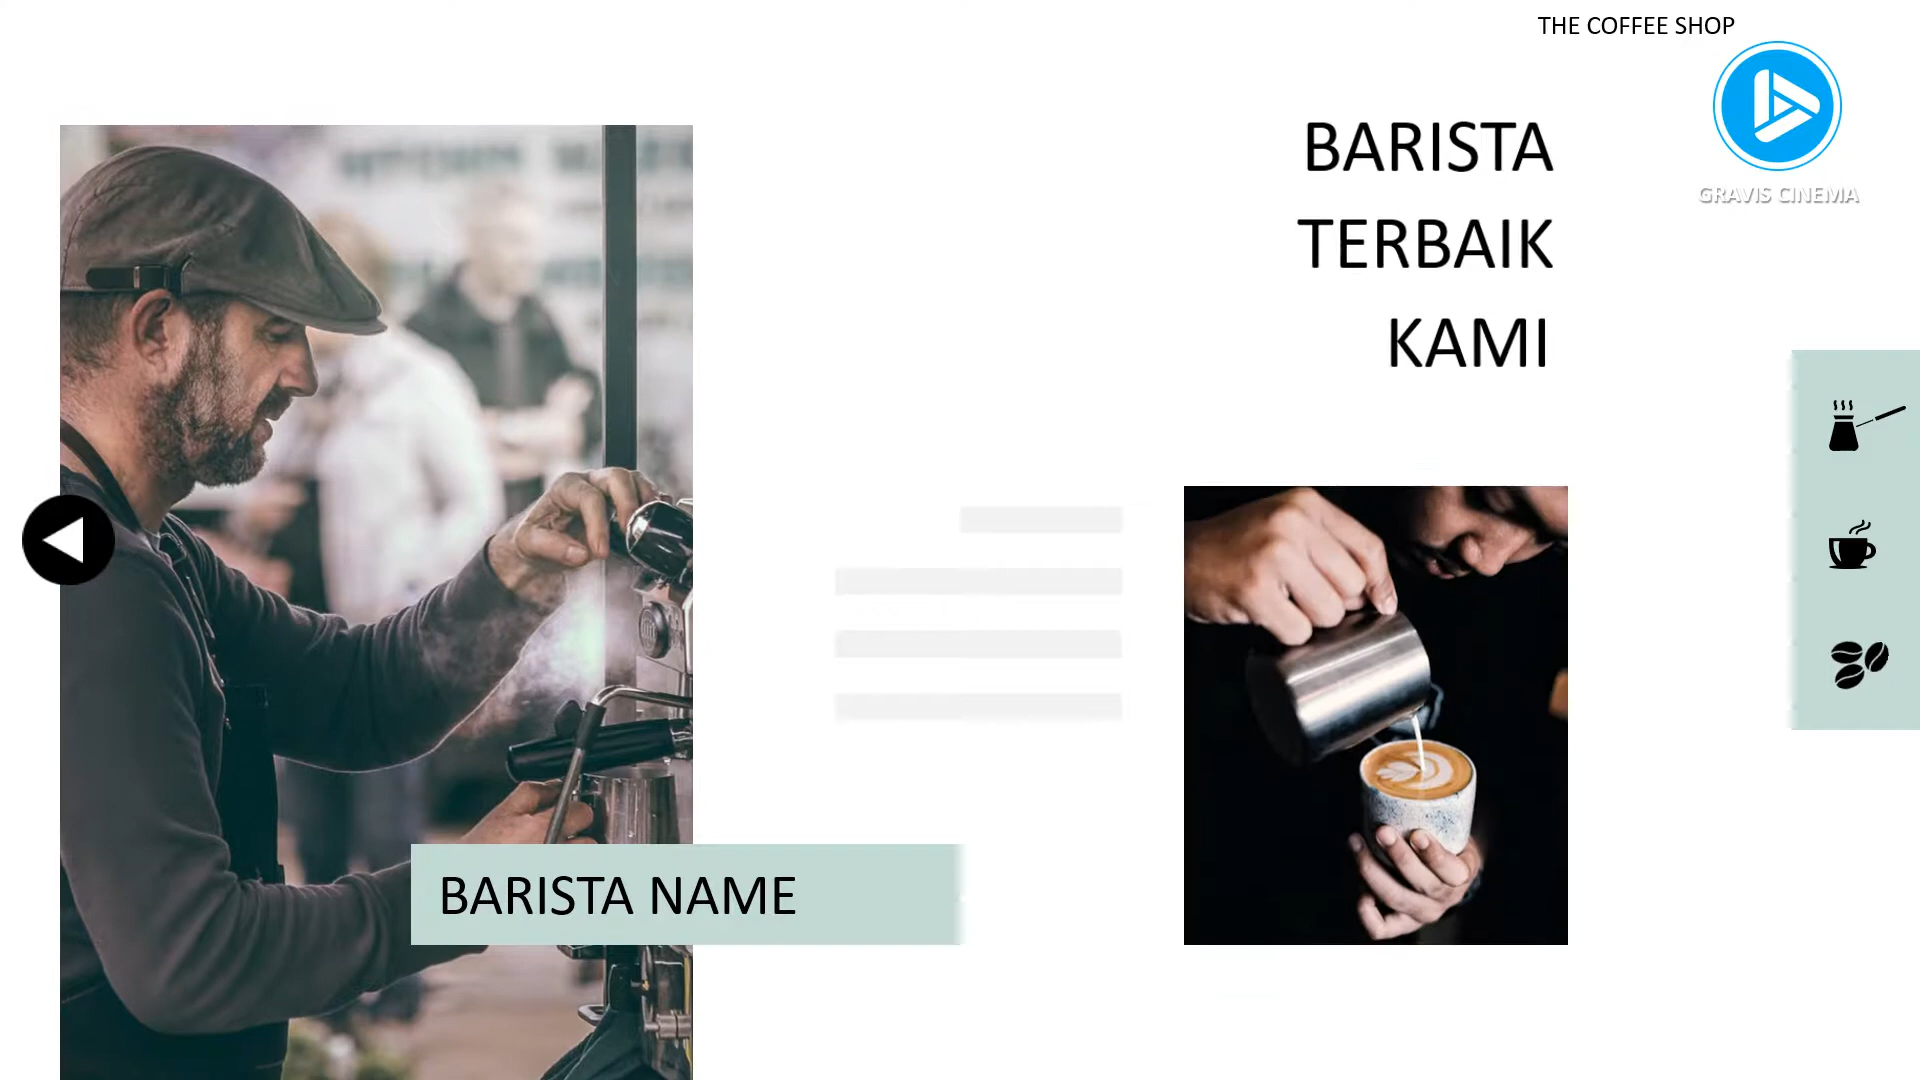 THE COFFEE SHOP
GRAVIS CINEMA
BARISTA
TERBAIK
KAMI
BARISTA NAME